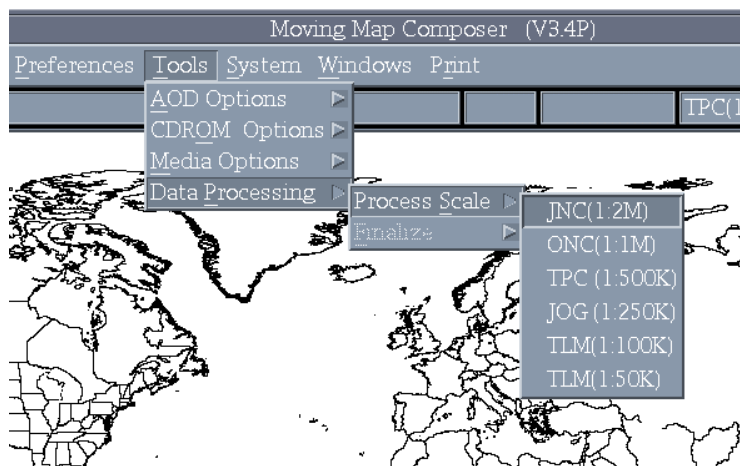 Moving Map Composer (V3.4P)
Preferences Tools System Windows Print
AOD Options
CDROM Options
Media Options
Data Processing
TPC(1
Process Scale
Finalize
JNC(1:2M)
ONC(1:1M)
TPC (1:500K)
JOG (1:250K)
TLM(1:100K)
TLM(1:50K)